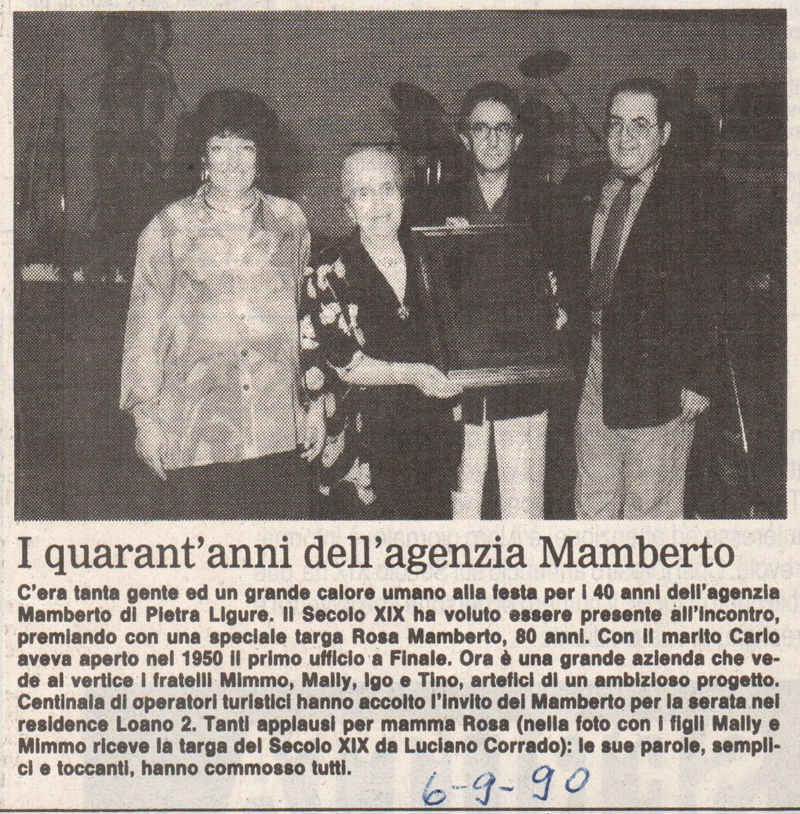 I quarant'anni dell'agenzia Mamberto
C'era tanta gente ed un grande calore umano alla festa per i 40 anni dell'agenzia
Mamberto di Pietra Ligure. Il Secolo XIX ha voluto essere presente all'incontro,
premiando con una speciale targa Rosa Mamberto, 80 anni. Con il marito Carlo
aveva aperto nel 1950 il primo ufficio a Finale. Ora è una grande azienda che ve-
de al vertice i fratelli Mimmo, Mally, Igo e Tino, artefici di un ambizioso progetto.
Centinaia di operatori turistici hanno accolto l'invito dei Mamberto per la serata nel
residence Loano 2. Tanti applausi per mamma Rosa (nella foto con i figli Mally e
Mimmo riceve la targa del Secolo XIX da Luciano Corrado): le sue parole, sempli-
ci e toccanti, hanno commosso tutti.
6-9-90